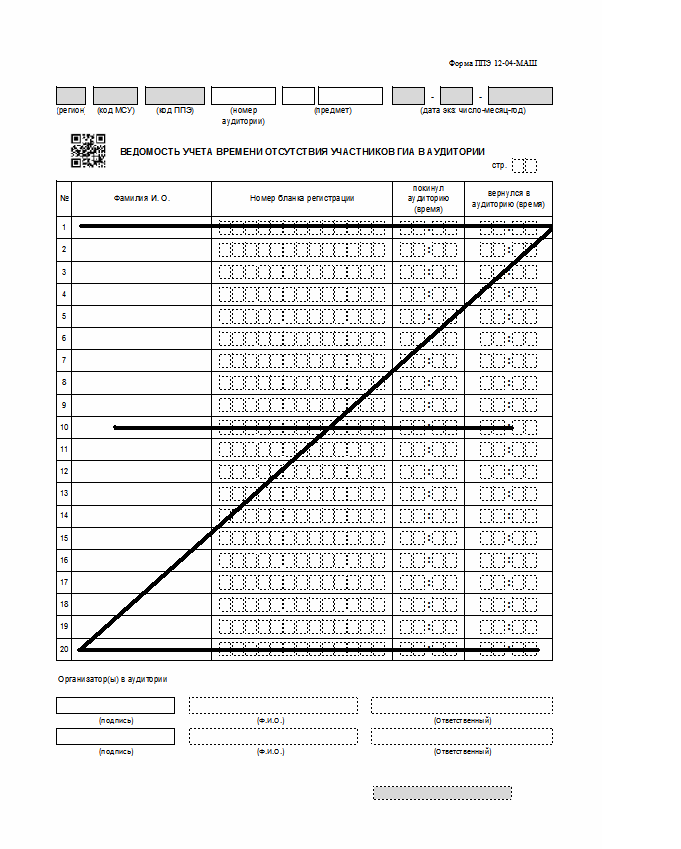 Форма ППЭ 12-04-МАШ
- -
(регион) (код МСУ) (код ППЭ) (номер аудитории) (предмет) (дата экз: число-месяц-год)
ВЕДОМОСТЬ УЧЕТА ВРЕМЕНИ ОТСУТСТВИЯ УЧАСТНИКОВ ГИА В АУДИТОРИИ
стр.
№ Фамилия И. О. Номер бланка регистрации покинул аудиторию (время) вернулся в аудиторию (время)
1 : :
2 : :
3 : :
4 : :
5 : :
6 : :
7 : :
8 : :
9 : :
10 : :
11 : :
12 : :
13 : :
14 : :
15 : :
16 : :
17 : :
18 : :
19 : :
20 : :
Организатор(ы) в аудитории
(подпись) (Ф.И.О.) (Ответственный)
(подпись) (Ф.И.О.) (Ответственный)